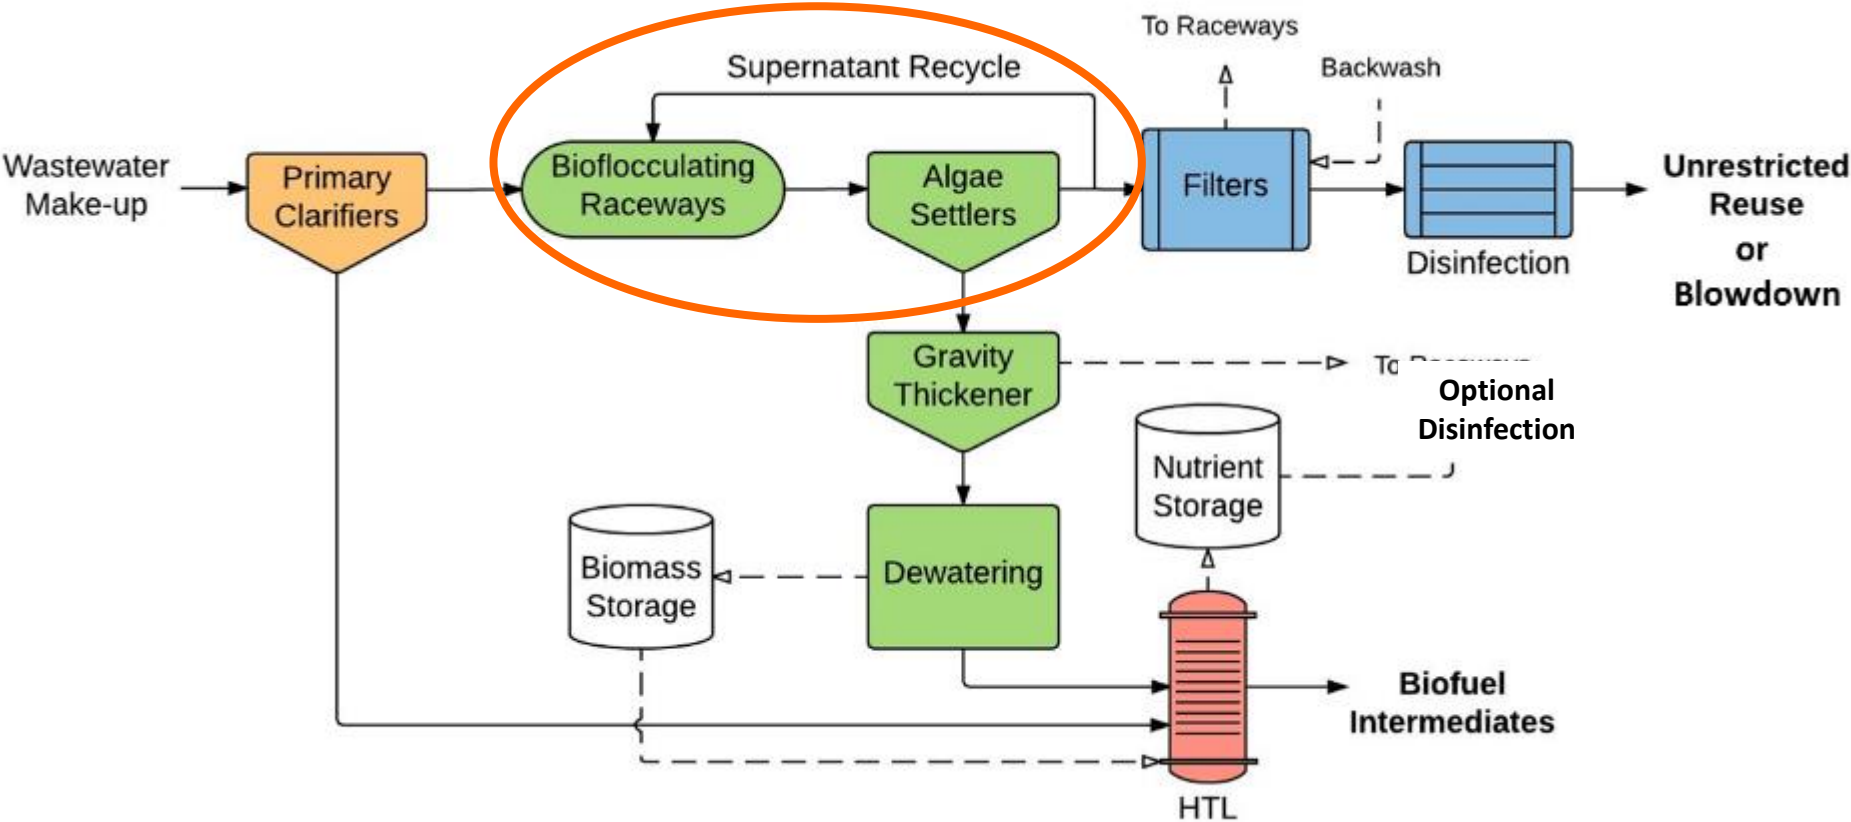 To Raceways
Supernatant Recycle
Backwash
Wastewater
Make-up
Primary
Clarifiers
Bioflocculating
Raceways
Algae
Settlers
Filters
Disinfection
Unrestricted
Reuse
or
Blowdown
Gravity
Thickener
To
Optional
Disinfection
Nutrient
Storage
Biomass
Storage
Dewatering
Biofuel
Intermediates
HTL